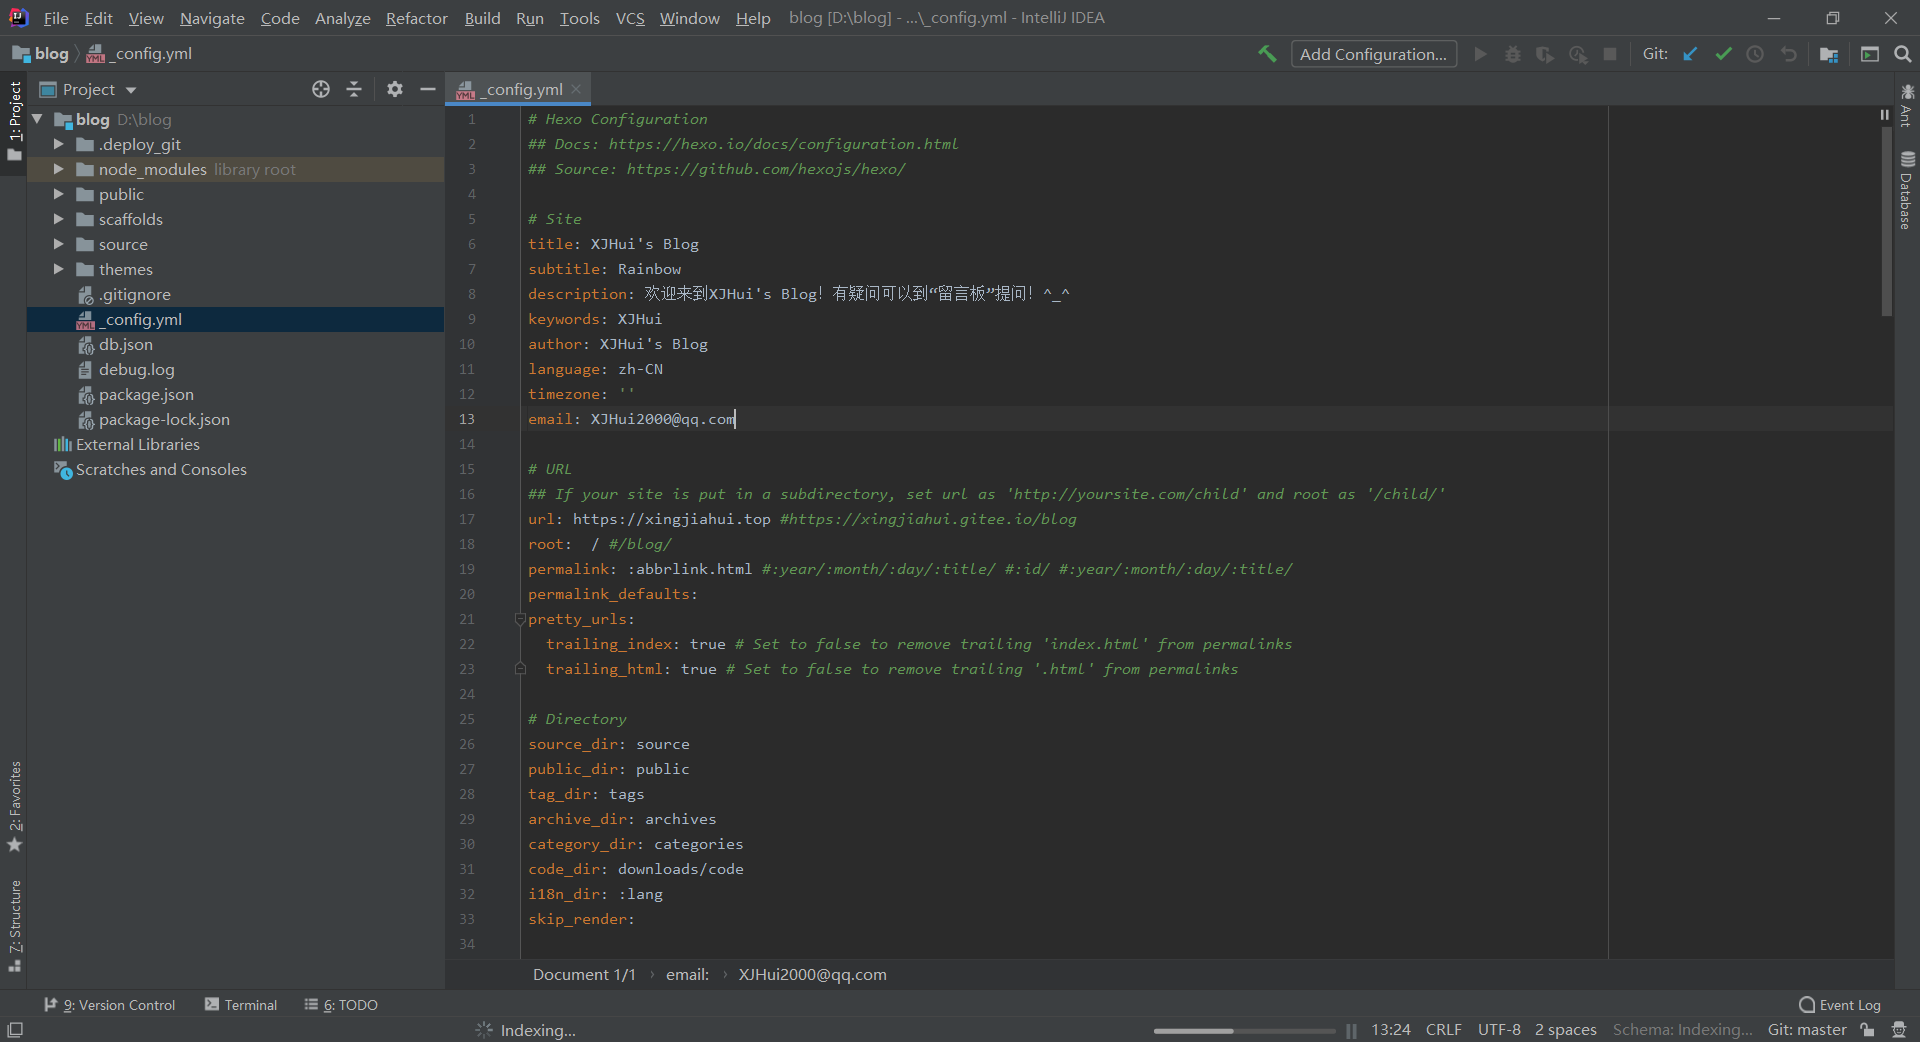 File Edit View Navigate Code Analyze Refactor Build Run Tools VCS Window Help blog [D:\blog] - ...\_config.yml - IntelliJ IDEA
blog _config.yml Add Configuration... Git:
1: Project
Project
_config.yml
blog D:\blog
.deploy_git
node_modules library root
public
scaffolds
source
themes
.gitignore
_config.yml
db.json
debug.log
package.json
package-lock.json
External Libraries
Scratches and Consoles
2: Favorites
7: Structure
1 # Hexo Configuration
2 ## Docs: https://hexo.io/docs/configuration.html
3 ## Source: https://github.com/hexojs/hexo/
4
5 # Site
6 title: XJHui's Blog
7 subtitle: Rainbow
8 description: 欢迎来到XJHui's Blog! 有疑问可以到“留言板”提问! ^_^
9 keywords: XJHui
10 author: XJHui's Blog
11 language: zh-CN
12 timezone: ''
13 email: XJHui2000@qq.com
14
15 # URL
16 ## If your site is put in a subdirectory, set url as 'http://yoursite.com/child' and root as '/child/'
17 url: https://xingjiahui.top #https://xingjiahui.gitee.io/blog
18 root:  / #/blog/
19 permalink: :abbrlink.html #:year/:month/:day/:title/ #:id/ #:year/:month/:day/:title/
20 permalink_defaults:
21 pretty_urls:
22   trailing_index: true # Set to false to remove trailing 'index.html' from permalinks
23   trailing_html: true # Set to false to remove trailing '.html' from permalinks
24
25 # Directory
26 source_dir: source
27 public_dir: public
28 tag_dir: tags
29 archive_dir: archives
30 category_dir: categories
31 code_dir: downloads/code
32 i18n_dir: :lang
33 skip_render:
34
Document 1/1 › email: › XJHui2000@qq.com
Ant
Database
9: Version Control Terminal 6: TODO Event Log
Indexing... 13:24 CRLF UTF-8 2 spaces Schema: Indexing... Git: master